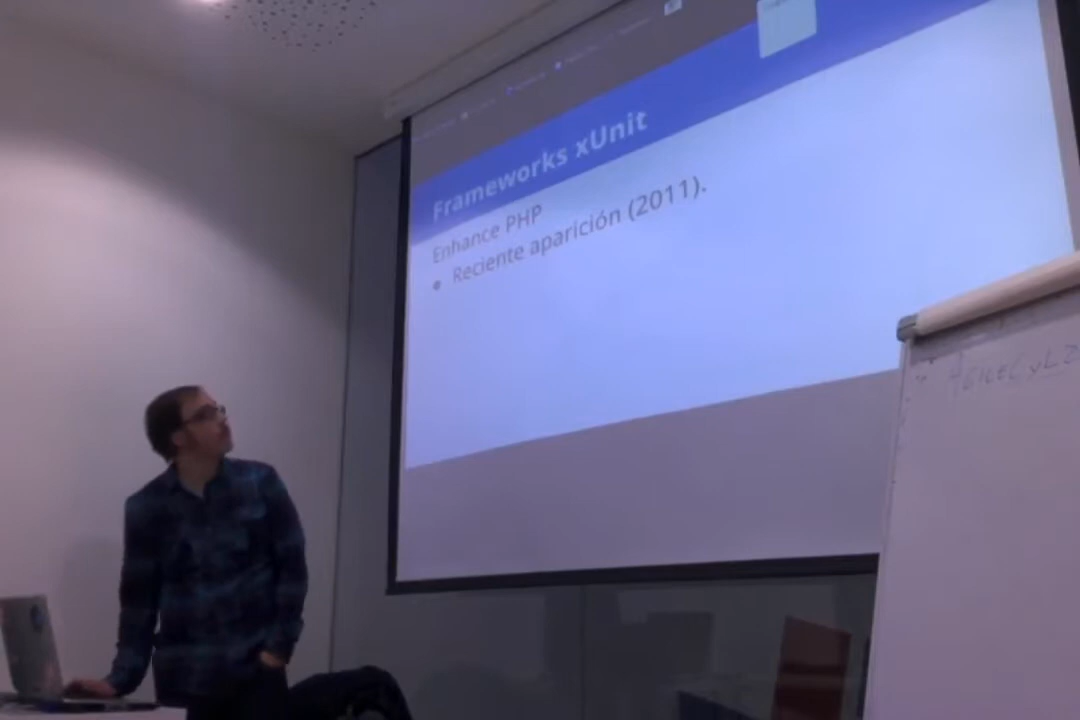 Frameworks xUnit
Enhance PHP
• Reciente aparición (2011).